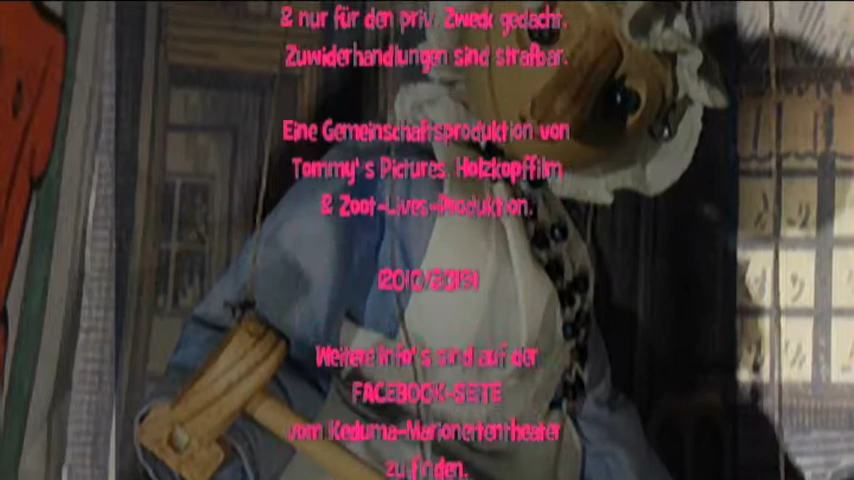 & nur für den priv. Zweck gedacht.
Zuwiderhandlungen sind strafbar.
Eine Gemeinschaftsproduktion von
Tommy's Pictures, Holzkopffilm
& Zoot-Lives-Produktion.
(2010/2019)
Weitere Info's sind auf der
FACEBOOK-SEITE
vom Keduma-Marionettentheater
zu finden.